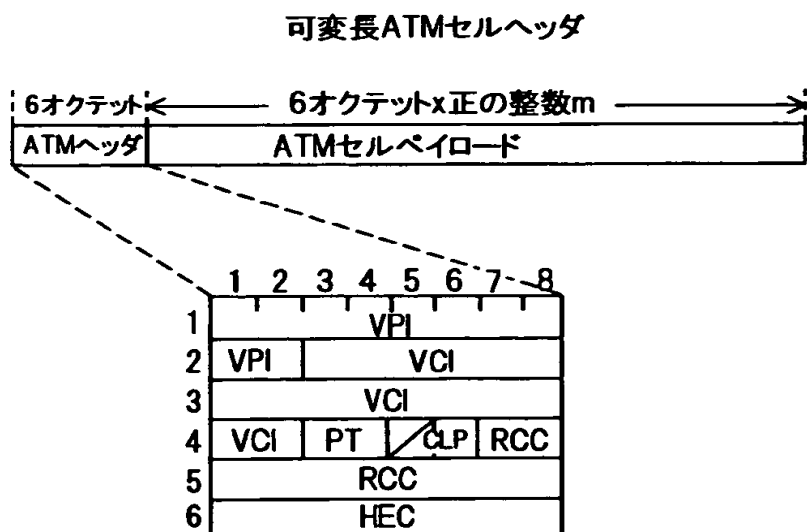 可変長ATMセルヘッダ
6オクテット 6オクテットx正の整数m
ATMヘッダ ATMセルペイロード
1 2 3 4 5 6 7 8
1 VPI
2 VPI VCI
3 VCI
4 VCI PT CLP RCC
5 RCC
6 HEC